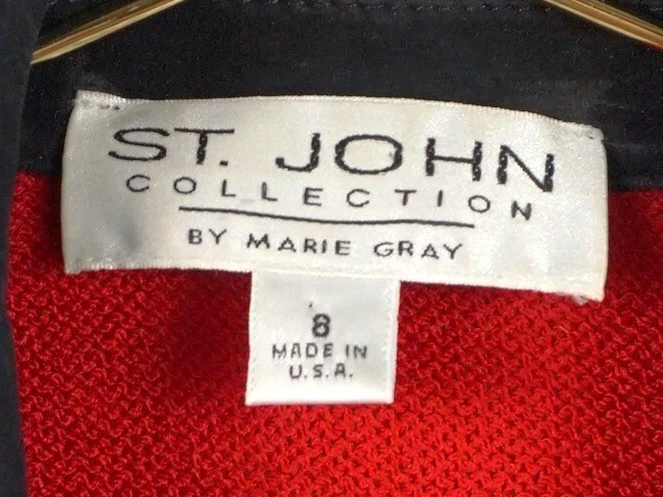 ST. JOHN
COLLECTION
BY MARIE GRAY
8
MADE IN
U.S.A.